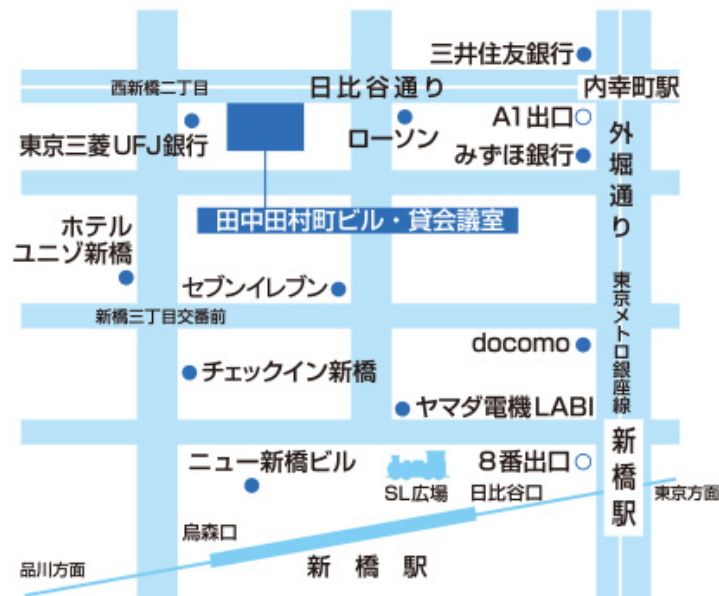 三井住友銀行
西新橋二丁目
日比谷通り
内幸町駅
東京三菱UFJ銀行
ローソン
A1出口
みずほ銀行
外堀通り
田中田村町ビル・貸会議室
ホテル
ユニゾ新橋
セブンイレブン
新橋三丁目交番前
東京メトロ銀座線
docomo
チェックイン新橋
ヤマダ電機LABI
ニュー新橋ビル
SL広場
日比谷口
8番出口
新橋駅
東京方面
烏森口
品川方面
新橋駅